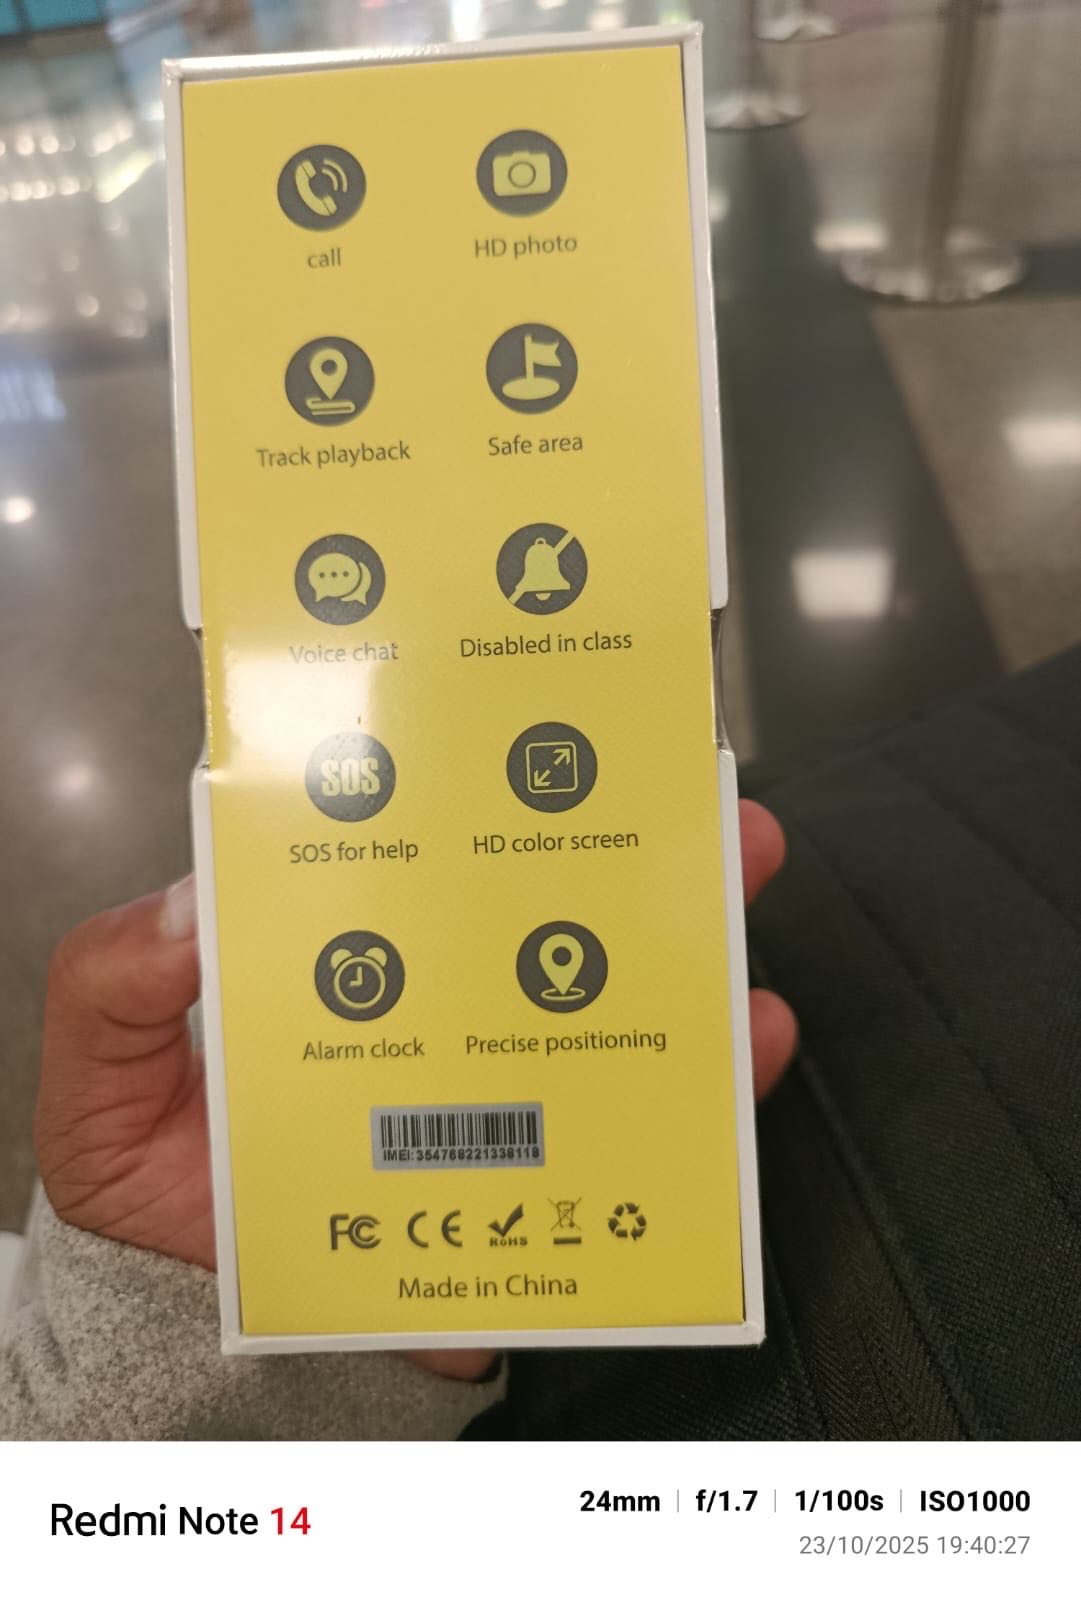 call
HD photo
Track playback
Safe area
Voice chat
Disabled in class
SOS
SOS for help
HD color screen
Alarm clock
Precise positioning
IMEI: 354768221338118
FC CE RoHS
Made in China
Redmi Note 14
24mm | f/1.7 | 1/100s | ISO1000
23/10/2025 19:40:27